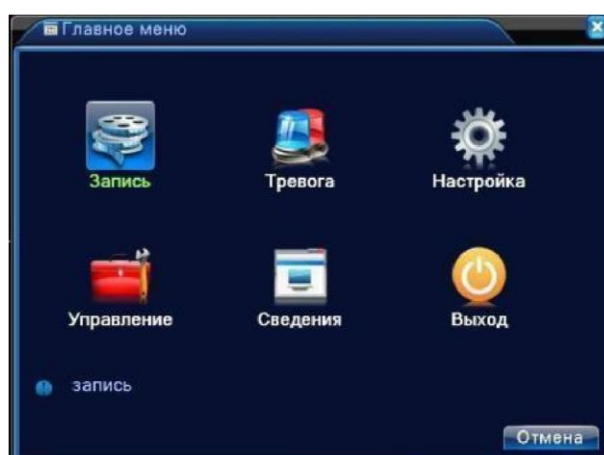 Главное меню
Запись Тревога Настройка
Управление Сведения Выход
запись
Отмена